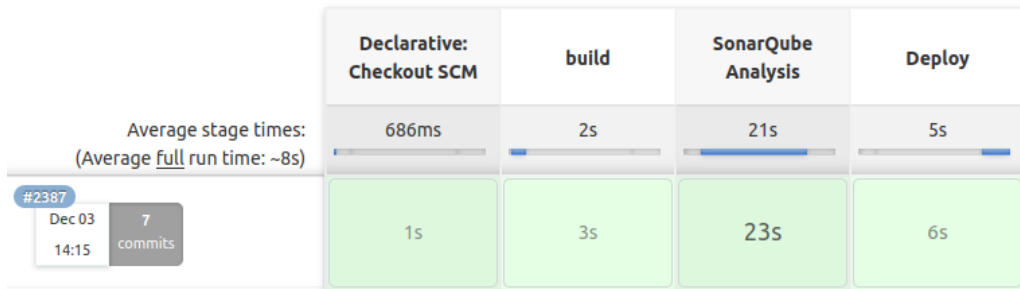 Declarative:
Checkout SCM
build
SonarQube
Analysis
Deploy
Average stage times:
(Average full run time: ~8s)
686ms
2s
21s
5s
#2387
Dec 03
14:15
7
commits
1s
3s
23s
6s